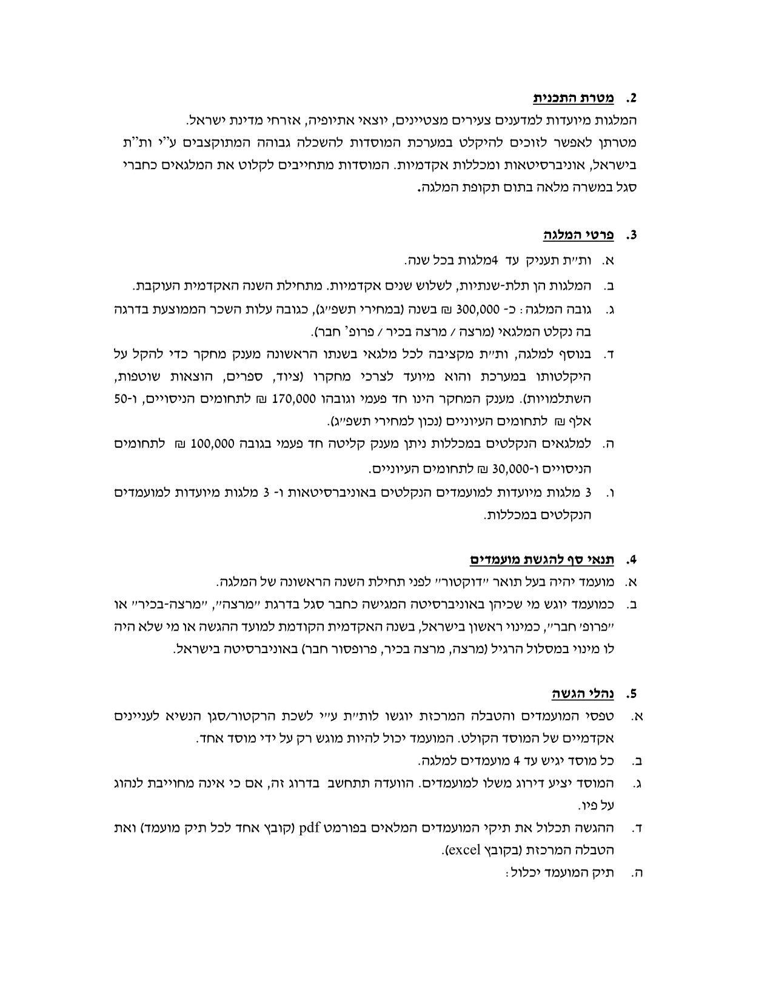 2. מטרת התכנית
המלגות מיועדות למדענים צעירים מצטיינים, יוצאי אתיופיה, אזרחי מדינת ישראל.
מטרתן לאפשר לזוכים להיקלט במערכת המוסדות להשכלה גבוהה המתוקצבים ע"י ות"ת
בישראל, אוניברסיטאות ומכללות אקדמיות. המוסדות מתחייבים לקלוט את המלגאים כחברי
סגל במשרה מלאה בתום תקופת המלגה.
3. פרטי המלגה
א. ות"ת תעניק עד 4מלגות בכל שנה.
ב. המלגות הן תלת-שנתיות, לשלוש שנים אקדמיות. מתחילת השנה האקדמית העוקבת.
ג. גובה המלגה: כ- 300,000 ₪ בשנה (במחירי תשפ"ג), כגובה עלות השכר הממוצעת בדרגה
בה נקלט המלגאי (מרצה / מרצה בכיר / פרופ' חבר).
ד. בנוסף למלגה, ות"ת מקציבה לכל מלגאי בשנתו הראשונה מענק מחקר כדי להקל על
היקלטותו במערכת והוא מיועד לצרכי מחקרו (ציוד, ספרים, הוצאות שוטפות,
השתלמויות). מענק המחקר הינו חד פעמי וגובהו 170,000 ₪ לתחומים הניסויים, ו-50
אלף ₪ לתחומים העיוניים (נכון למחירי תשפ"ג).
ה. למלגאים הנקלטים במכללות ניתן מענק קליטה חד פעמי בגובה 100,000 ₪ לתחומים
הניסויים ו-30,000 ₪ לתחומים העיוניים.
ו. 3 מלגות מיועדות למועמדים הנקלטים באוניברסיטאות ו- 3 מלגות מיועדות למועמדים
הנקלטים במכללות.
4. תנאי סף להגשת מועמדים
א. מועמד יהיה בעל תואר "דוקטור" לפני תחילת השנה הראשונה של המלגה.
ב. כמועמד יוגש מי שכיהן באוניברסיטה המגישה כחבר סגל בדרגת "מרצה", "מרצה-בכיר" או
"פרופ' חבר", כמינוי ראשון בישראל, בשנה האקדמית הקודמת למועד ההגשה או מי שלא היה
לו מינוי במסלול הרגיל (מרצה, מרצה בכיר, פרופסור חבר) באוניברסיטה בישראל.
5. נהלי הגשה
א. טפסי המועמדים והטבלה המרכזת יוגשו לות"ת ע"י לשכת הרקטור/סגן הנשיא לעניינים
אקדמיים של המוסד הקולט. המועמד יכול להיות מוגש רק על ידי מוסד אחד.
ב. כל מוסד יגיש עד 4 מועמדים למלגה.
ג. המוסד יציע דירוג משלו למועמדים. הוועדה תתחשב בדרוג זה, אם כי אינה מחוייבת לנהוג
על פיו.
ד. ההגשה תכלול את תיקי המועמדים המלאים בפורמט pdf (קובץ אחד לכל תיק מועמד) ואת
הטבלה המרכזת (בקובץ excel).
ה. תיק המועמד יכלול: